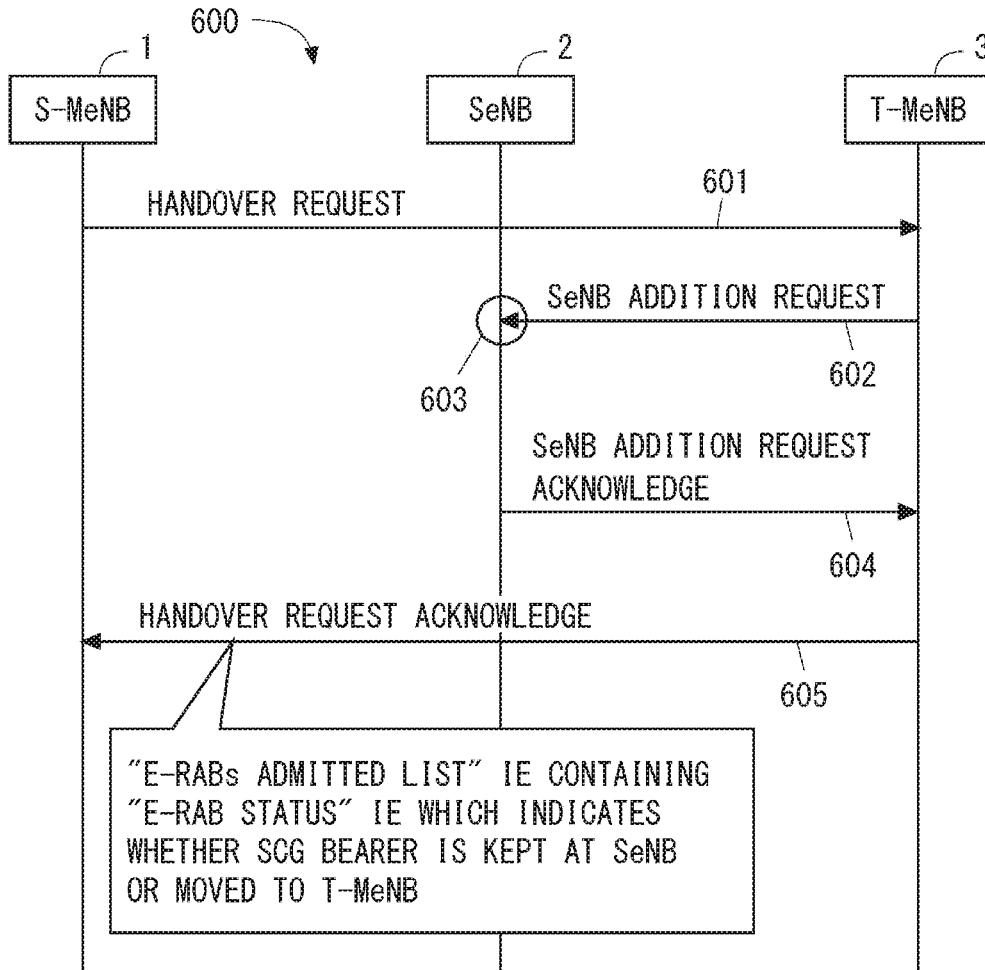 600
1
2
3
S-MeNB
SeNB
T-MeNB
HANDOVER REQUEST
601
SeNB ADDITION REQUEST
603
602
SeNB ADDITION REQUEST
ACKNOWLEDGE
604
HANDOVER REQUEST ACKNOWLEDGE
605
"E-RABs ADMITTED LIST" IE CONTAINING
"E-RAB STATUS" IE WHICH INDICATES
WHETHER SCG BEARER IS KEPT AT SeNB
OR MOVED TO T-MeNB